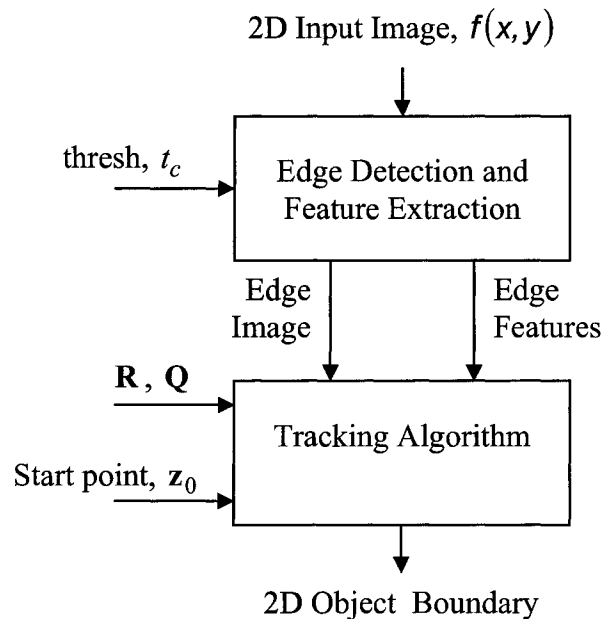 2D Input Image, f(x,y)
thresh, t_c
Edge Detection and
Feature Extraction
Edge
Image
Edge
Features
R , Q
Tracking Algorithm
Start point, z_0
2D Object Boundary